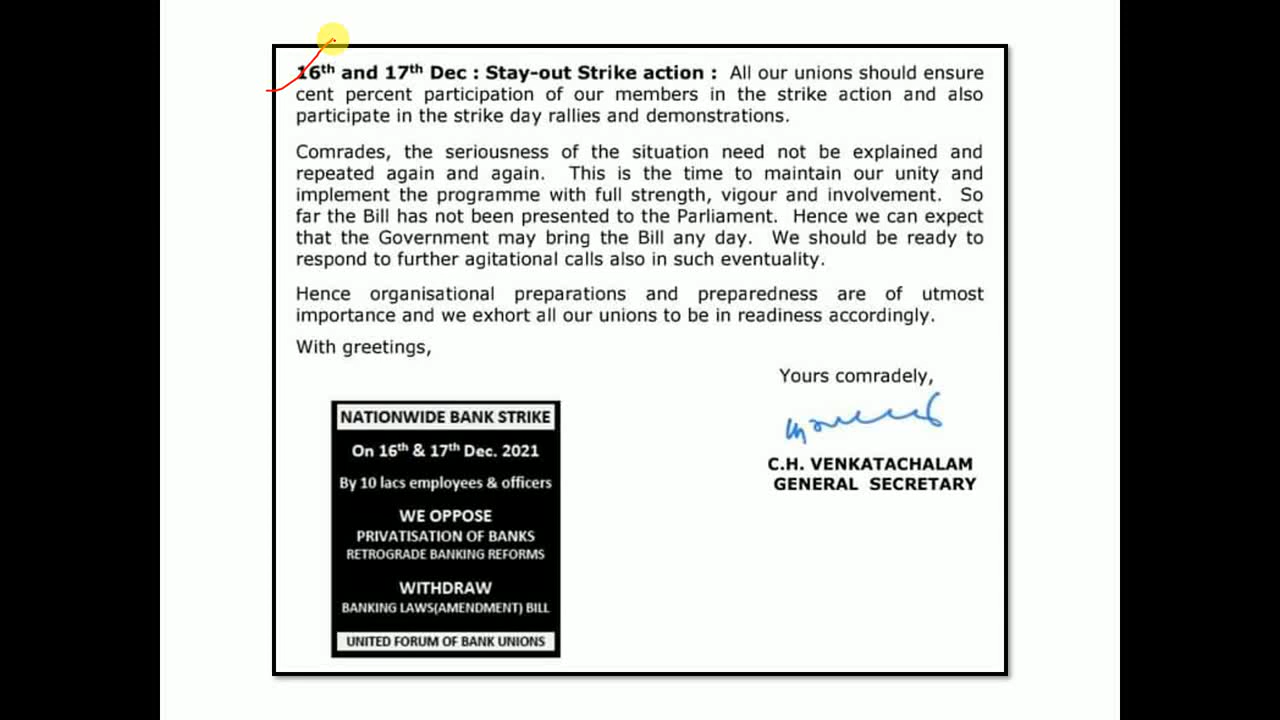 16th and 17th Dec : Stay-out Strike action : All our unions should ensure
cent percent participation of our members in the strike action and also
participate in the strike day rallies and demonstrations.
Comrades, the seriousness of the situation need not be explained and
repeated again and again. This is the time to maintain our unity and
implement the programme with full strength, vigour and involvement. So
far the Bill has not been presented to the Parliament. Hence we can expect
that the Government may bring the Bill any day. We should be ready to
respond to further agitational calls also in such eventuality.
Hence organisational preparations and preparedness are of utmost
importance and we exhort all our unions to be in readiness accordingly.
With greetings,
Yours comradely,
C.H. VENKATACHALAM
GENERAL SECRETARY
NATIONWIDE BANK STRIKE
On 16th & 17th Dec. 2021
By 10 lacs employees & officers
WE OPPOSE
PRIVATISATION OF BANKS
RETROGRADE BANKING REFORMS
WITHDRAW
BANKING LAWS(AMENDMENT) BILL
UNITED FORUM OF BANK UNIONS